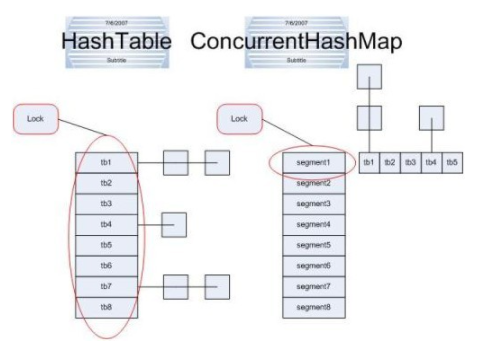 7/6/2007
HashTable
Subtitle
7/6/2007
ConcurrentHashMap
Subtitle
Lock
tb1
tb2
tb3
tb4
tb5
tb6
tb7
tb8
Lock
segment1
segment2
segment3
segment4
segment5
segment6
segment7
segment8
tb1 tb2 tb3 tb4 tb5